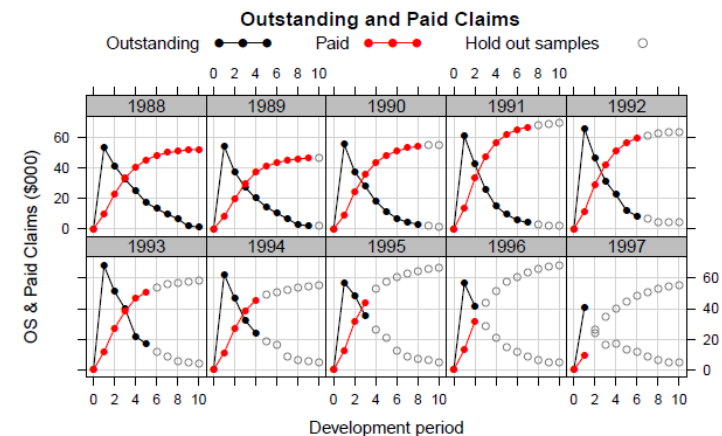 Outstanding and Paid Claims
Outstanding Paid Hold out samples
0 2 4 6 8 10 0 2 4 6 8 10
1988 1989 1990 1991 1992
60
40
20
0
1993 1994 1995 1996 1997
60
40
20
0
0 2 4 6 8 10 0 2 4 6 8 10 0 2 4 6 8 10
OS & Paid Claims ($000)
Development period